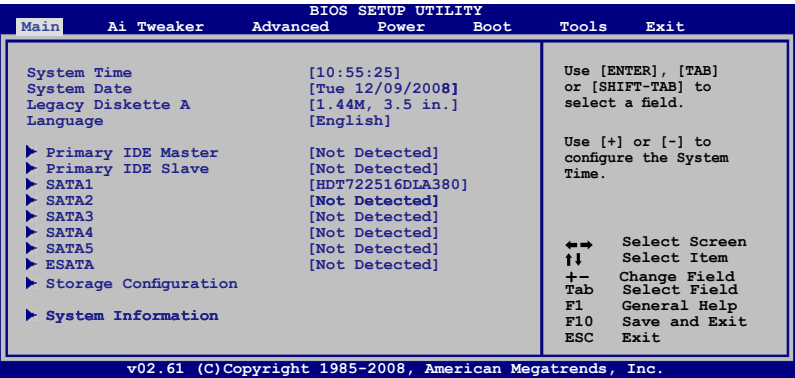 BIOS SETUP UTILITY
Main Ai Tweaker Advanced Power Boot Tools Exit
System Time [10:55:25]
System Date [Tue 12/09/2008]
Legacy Diskette A [1.44M, 3.5 in.]
Language [English]
Primary IDE Master [Not Detected]
Primary IDE Slave [Not Detected]
SATA1 [HDT722516DLA380]
SATA2 [Not Detected]
SATA3 [Not Detected]
SATA4 [Not Detected]
SATA5 [Not Detected]
ESATA [Not Detected]
Storage Configuration
System Information
Use [ENTER], [TAB]
or [SHIFT-TAB] to
select a field.
Use [+] or [-] to
configure the System
Time.
←→ Select Screen
↑↓ Select Item
+- Change Field
Tab Select Field
F1 General Help
F10 Save and Exit
ESC Exit
v02.61 (C)Copyright 1985-2008, American Megatrends, Inc.